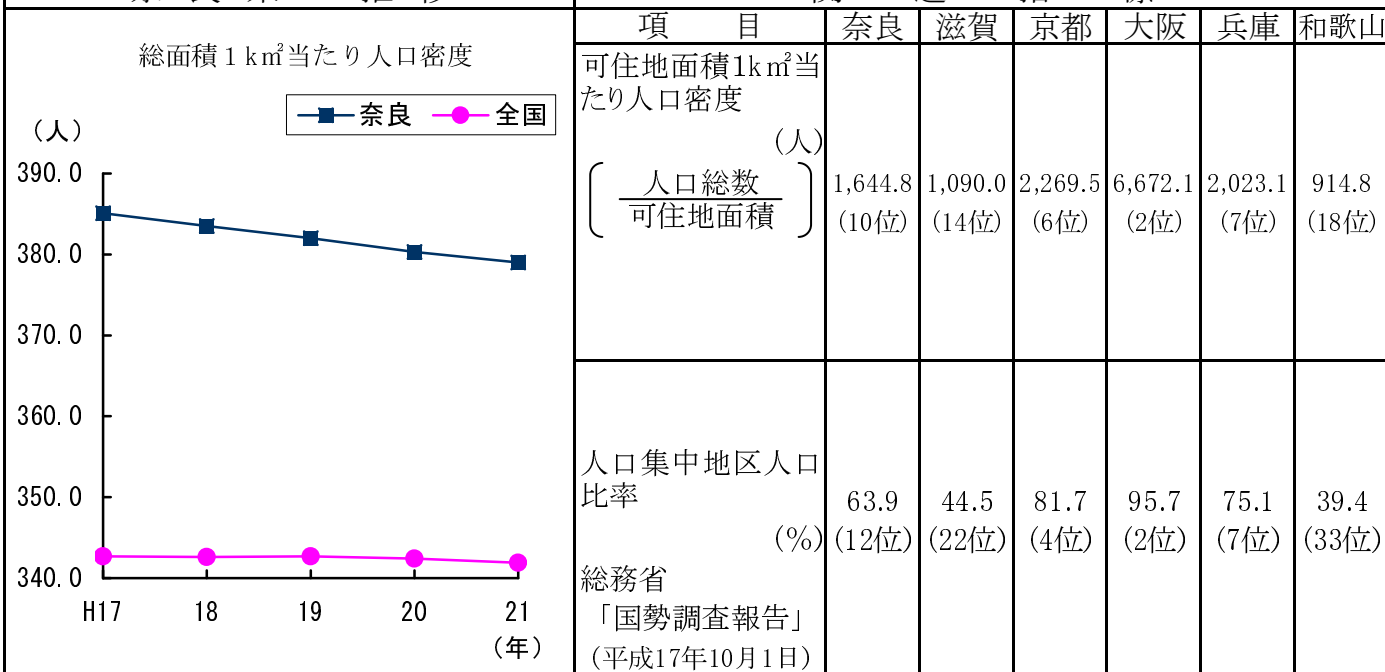 総面積1k㎡当たり人口密度
奈良 全国
(人)
390.0
380.0
370.0
360.0
350.0
340.0
H17 18 19 20 21
(年)
項 目 奈良 滋賀 京都 大阪 兵庫 和歌山
可住地面積1k㎡当
たり人口密度
(人)
人口総数
可住地面積
1,644.8 1,090.0 2,269.5 6,672.1 2,023.1 914.8
(10位) (14位) (6位) (2位) (7位) (18位)
人口集中地区人口
比率
63.9 44.5 81.7 95.7 75.1 39.4
(%) (12位) (22位) (4位) (2位) (7位) (33位)
総務省
「国勢調査報告」
(平成17年10月1日)